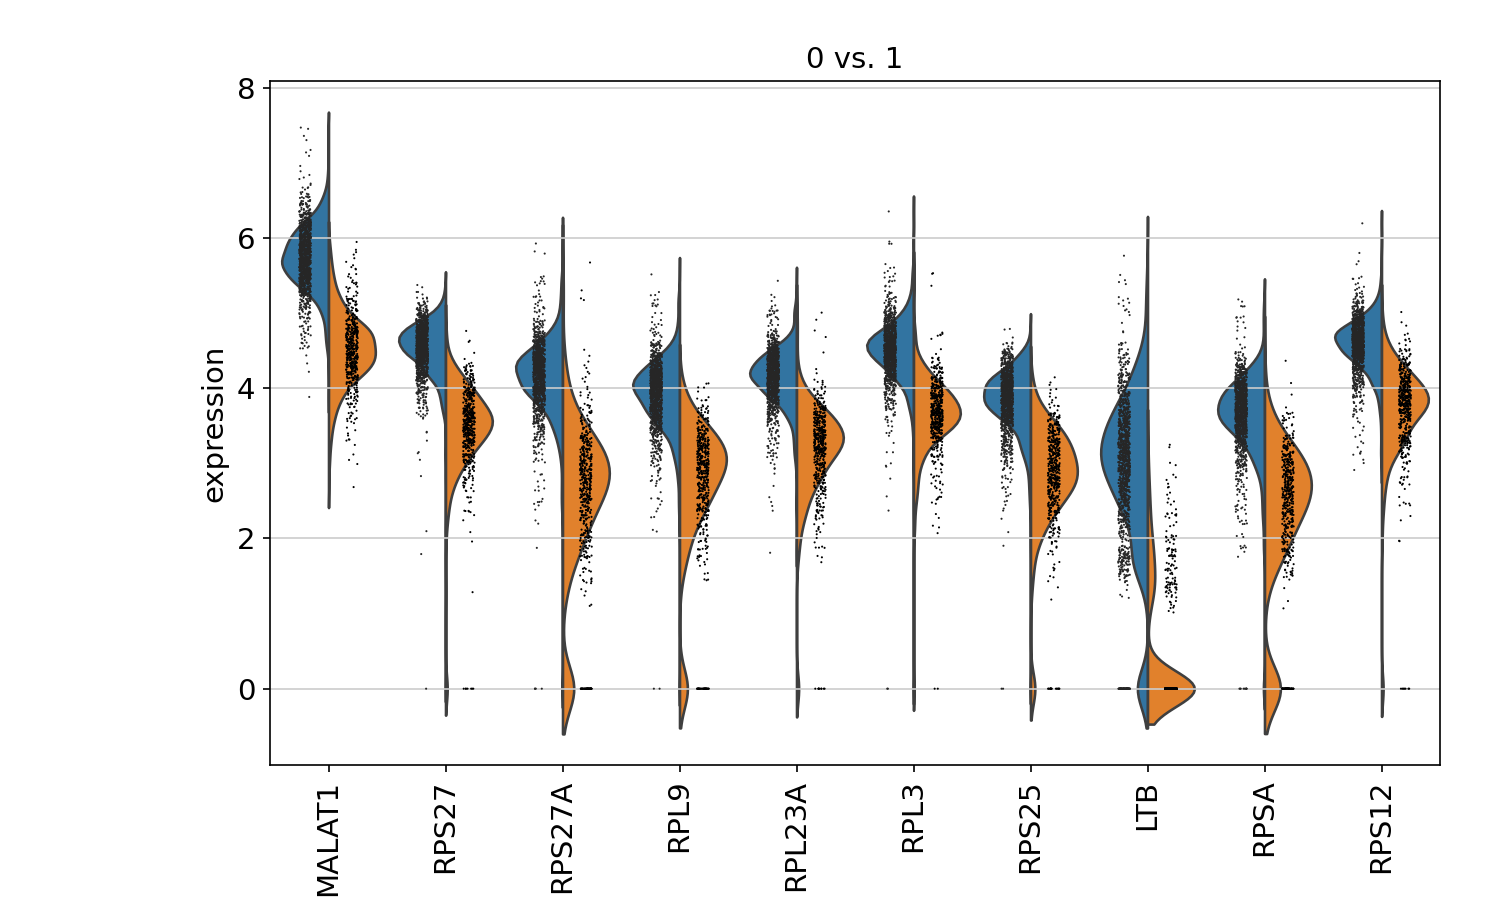 0 vs. 1
8
6
4
2
0
expression
MALAT1
RPS27
RPS27A
RPL9
RPL23A
RPL3
RPS25
LTB
RPSA
RPS12